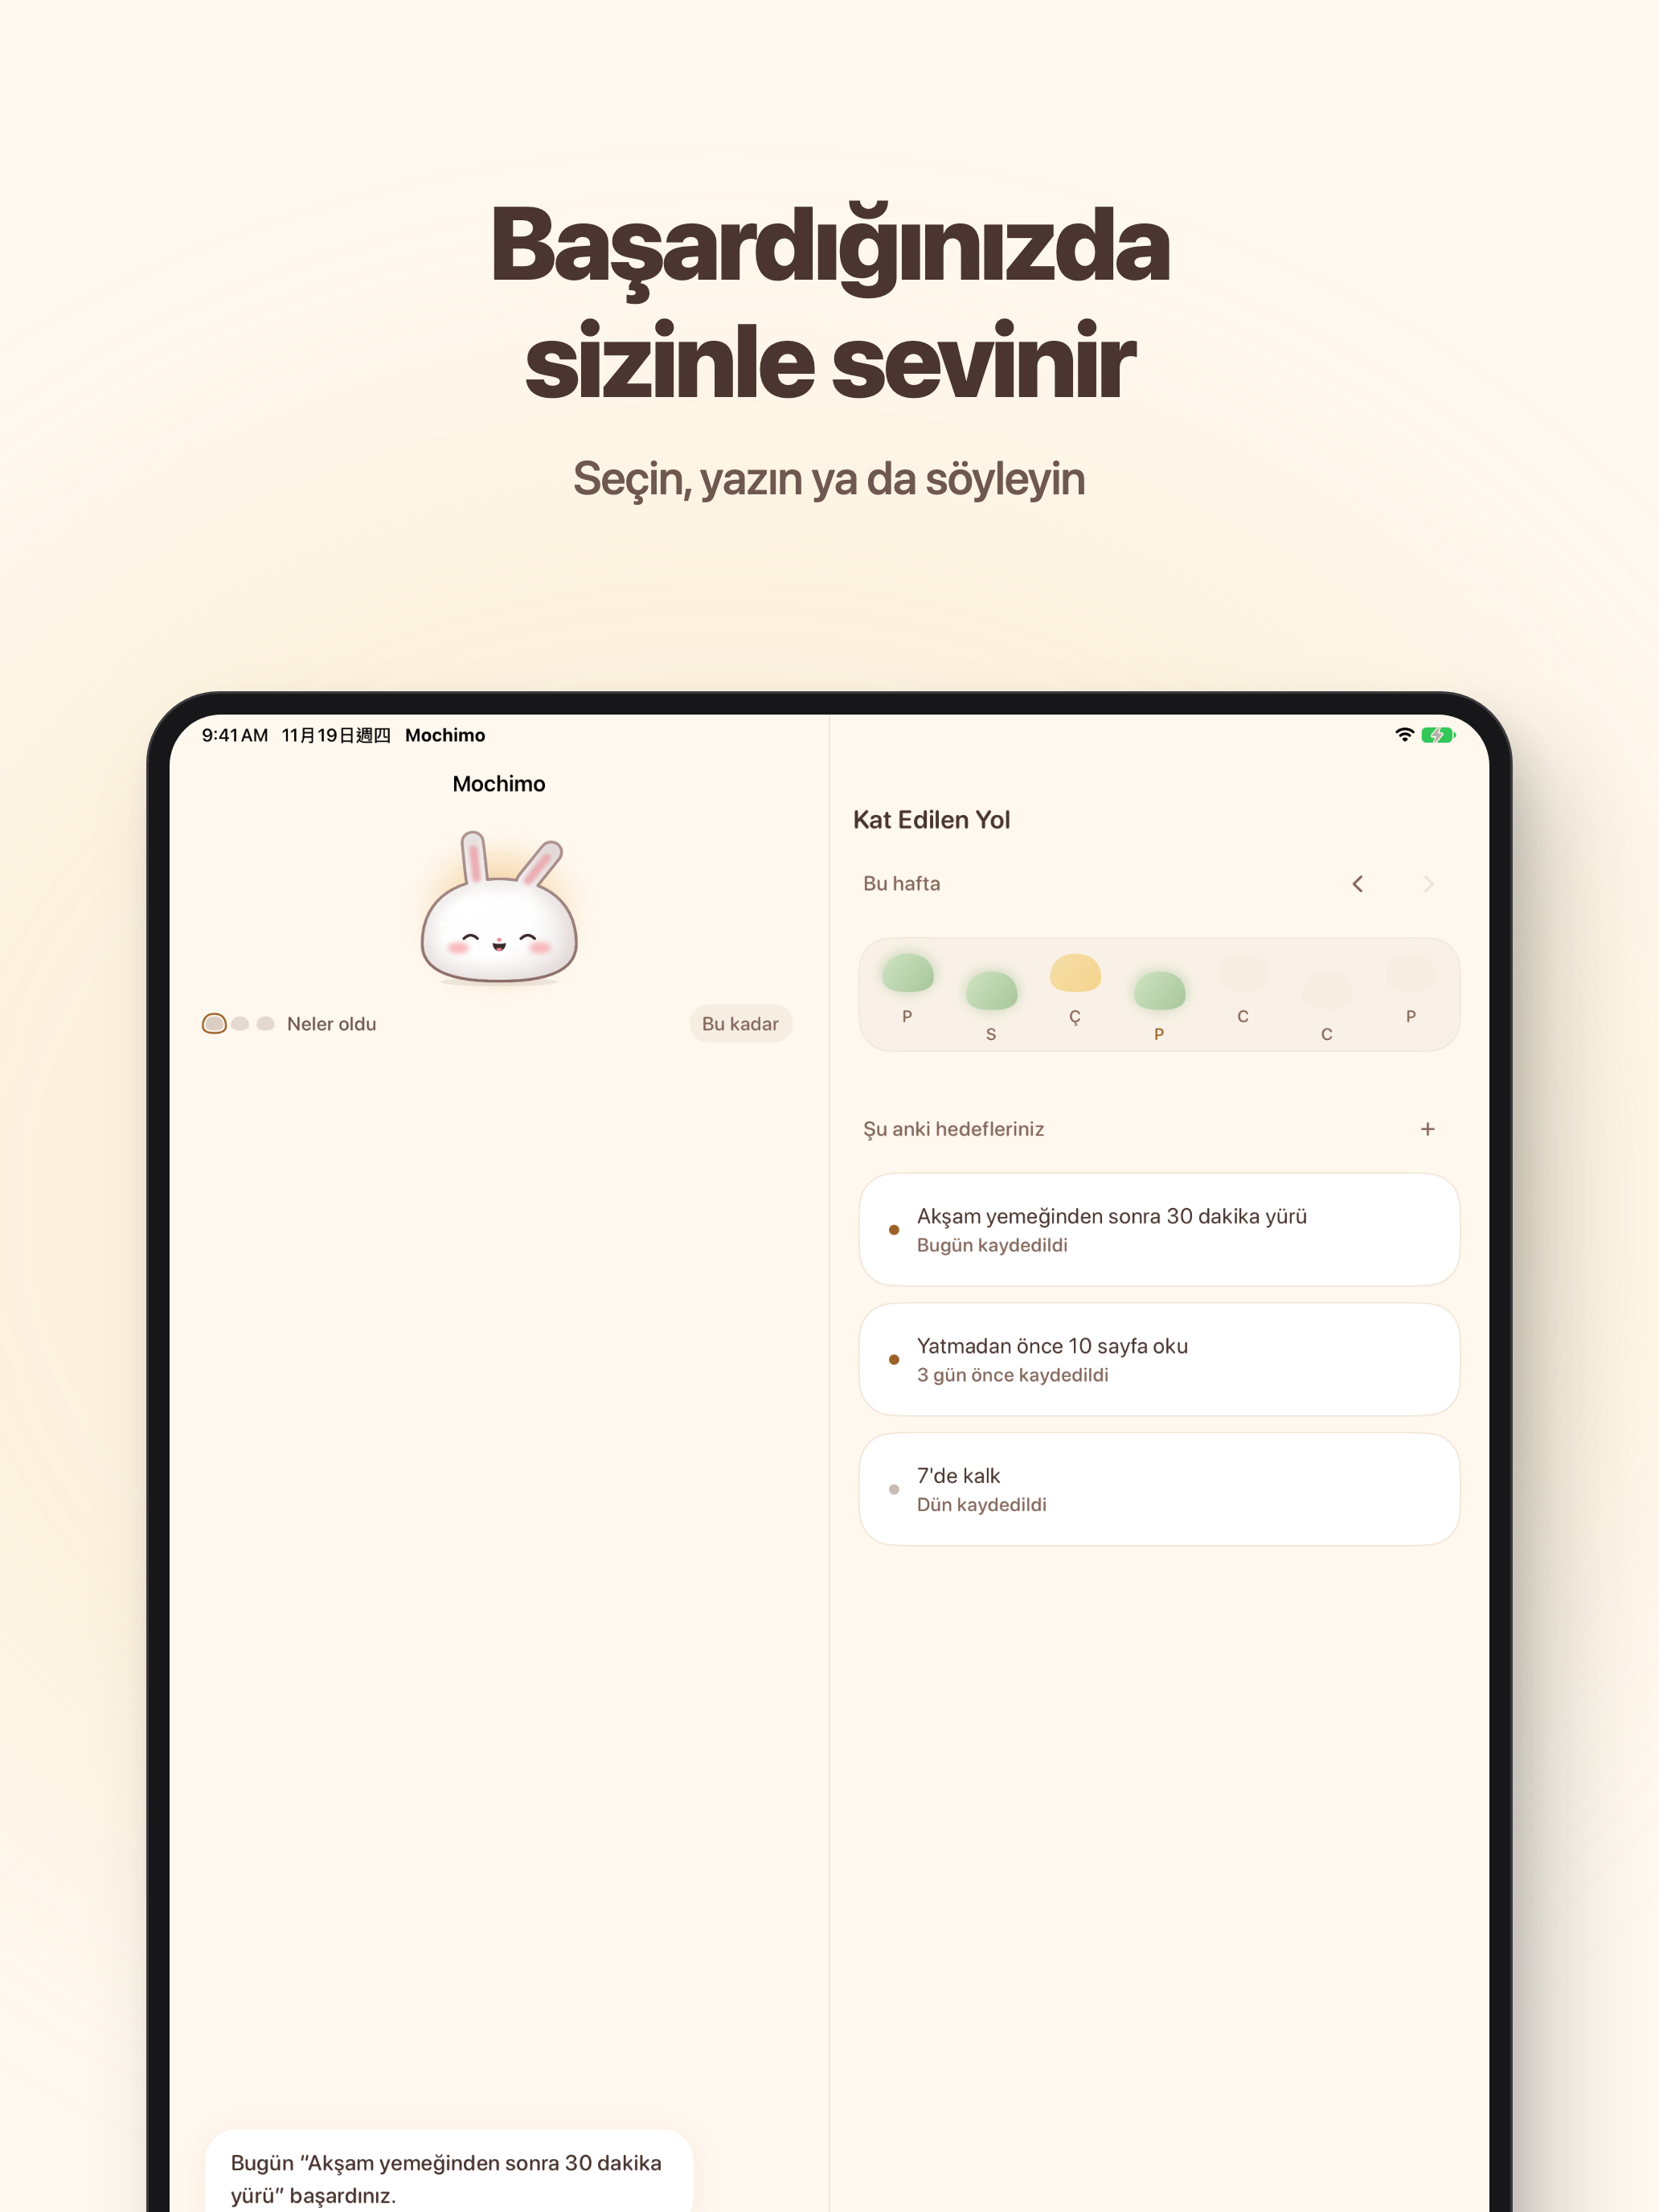 Başardığınızda
sizinle sevinir
Seçin, yazın ya da söyleyin
9:41 AM 11月19日週四 Mochimo
Mochimo
Neler oldu
Bu kadar
Bugün “Akşam yemeğinden sonra 30 dakika
yürü” başardınız.
Kat Edilen Yol
Bu hafta
P
S
Ç
P
C
C
P
Şu anki hedefleriniz
+
Akşam yemeğinden sonra 30 dakika yürü
Bugün kaydedildi
Yatmadan önce 10 sayfa oku
3 gün önce kaydedildi
7'de kalk
Dün kaydedildi